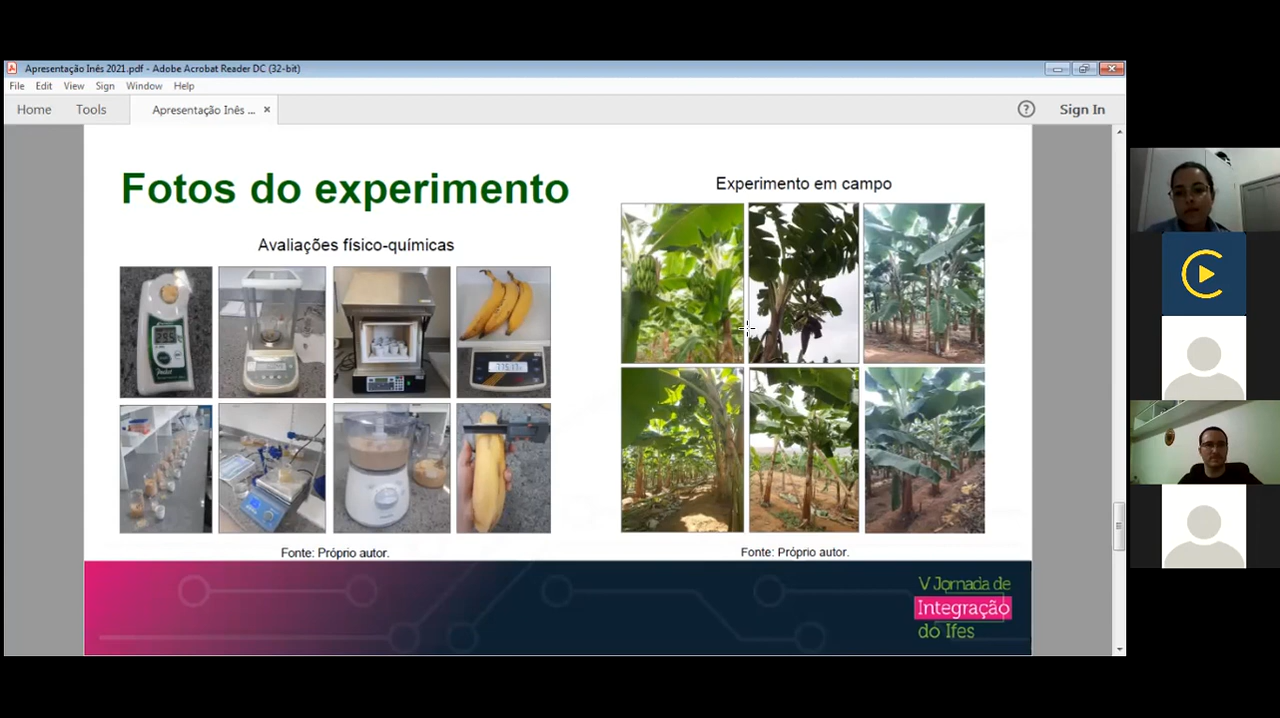 Apresentação Inês 2021.pdf - Adobe Acrobat Reader DC (32-bit)
File Edit View Sign Window Help
Home Tools Apresentação Inês ... × ? Sign In
Fotos do experimento
Avaliações físico-químicas
Fonte: Próprio autor.
Experimento em campo
Fonte: Próprio autor.
V Jornada de
Integração
do Ifes